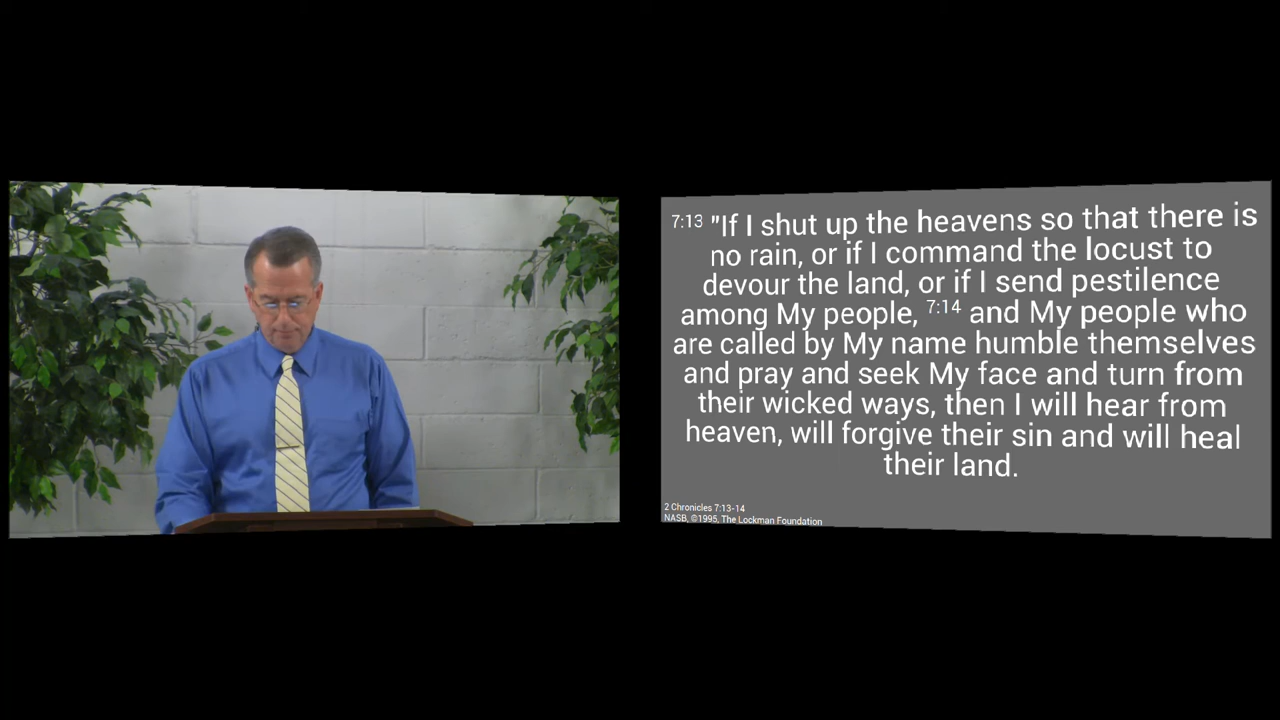 7:13 "If I shut up the heavens so that there is
no rain, or if I command the locust to
devour the land, or if I send pestilence
among My people, 7:14 and My people who
are called by My name humble themselves
and pray and seek My face and turn from
their wicked ways, then I will hear from
heaven, will forgive their sin and will heal
their land.
2 Chronicles 7:13-14
NASB, ©1995, The Lockman Foundation